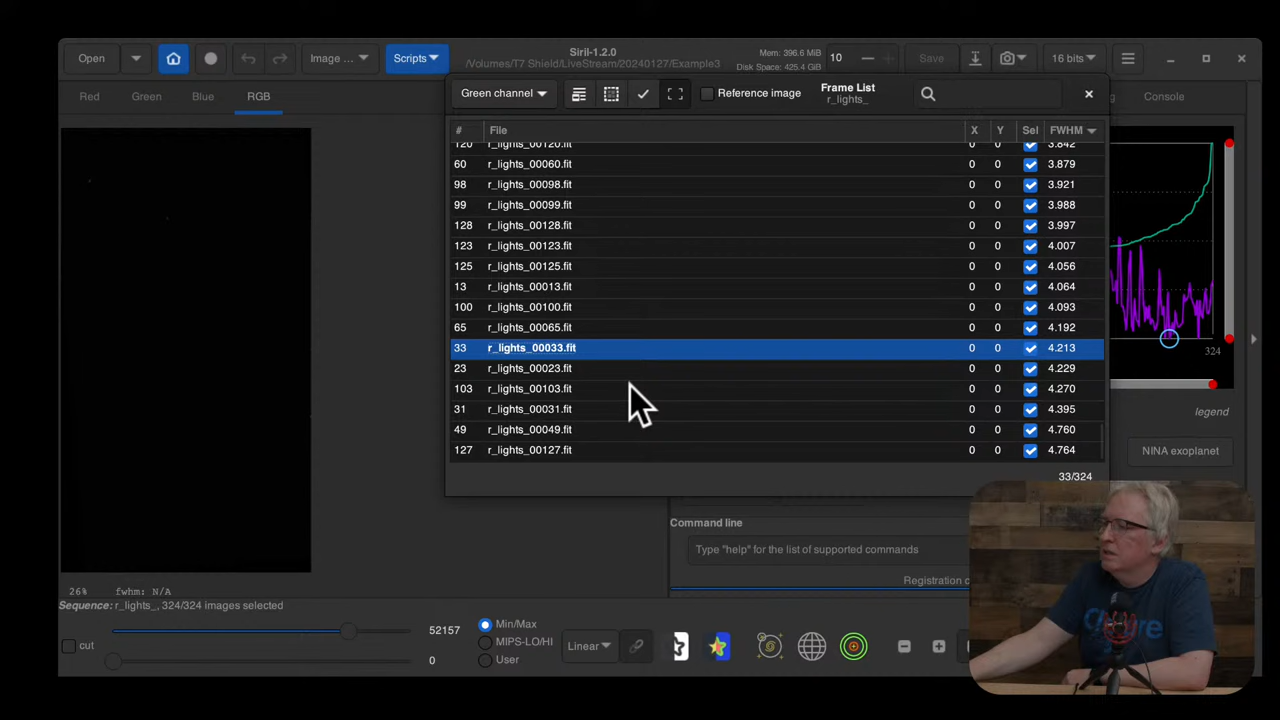 Open
Image ...
Scripts
Siril-1.2.0
/Volumes/T7 Shield/LiveStream/20240127/Example3
Mem: 396.6 MiB
Disk Space: 425.4 GiB
10
Save
16 bits
Red
Green
Blue
RGB
Green channel
Reference image
Frame List
r_lights_
Console
# File X Y Sel FWHM
120 r_lights_00120.fit 0 0 3.842
60 r_lights_00060.fit 0 0 3.879
98 r_lights_00098.fit 0 0 3.921
99 r_lights_00099.fit 0 0 3.988
128 r_lights_00128.fit 0 0 3.997
123 r_lights_00123.fit 0 0 4.007
125 r_lights_00125.fit 0 0 4.056
13 r_lights_00013.fit 0 0 4.064
100 r_lights_00100.fit 0 0 4.093
65 r_lights_00065.fit 0 0 4.192
33 r_lights_00033.fit 0 0 4.213
23 r_lights_00023.fit 0 0 4.229
103 r_lights_00103.fit 0 0 4.270
31 r_lights_00031.fit 0 0 4.395
49 r_lights_00049.fit 0 0 4.760
127 r_lights_00127.fit 0 0 4.764
33/324
324
legend
NINA exoplanet
Command line
Type "help" for the list of supported commands
Registration
26% fwhm: N/A
Sequence: r_lights_, 324/324 images selected
cut
52157
0
Min/Max
MIPS-LO/HI
User
Linear